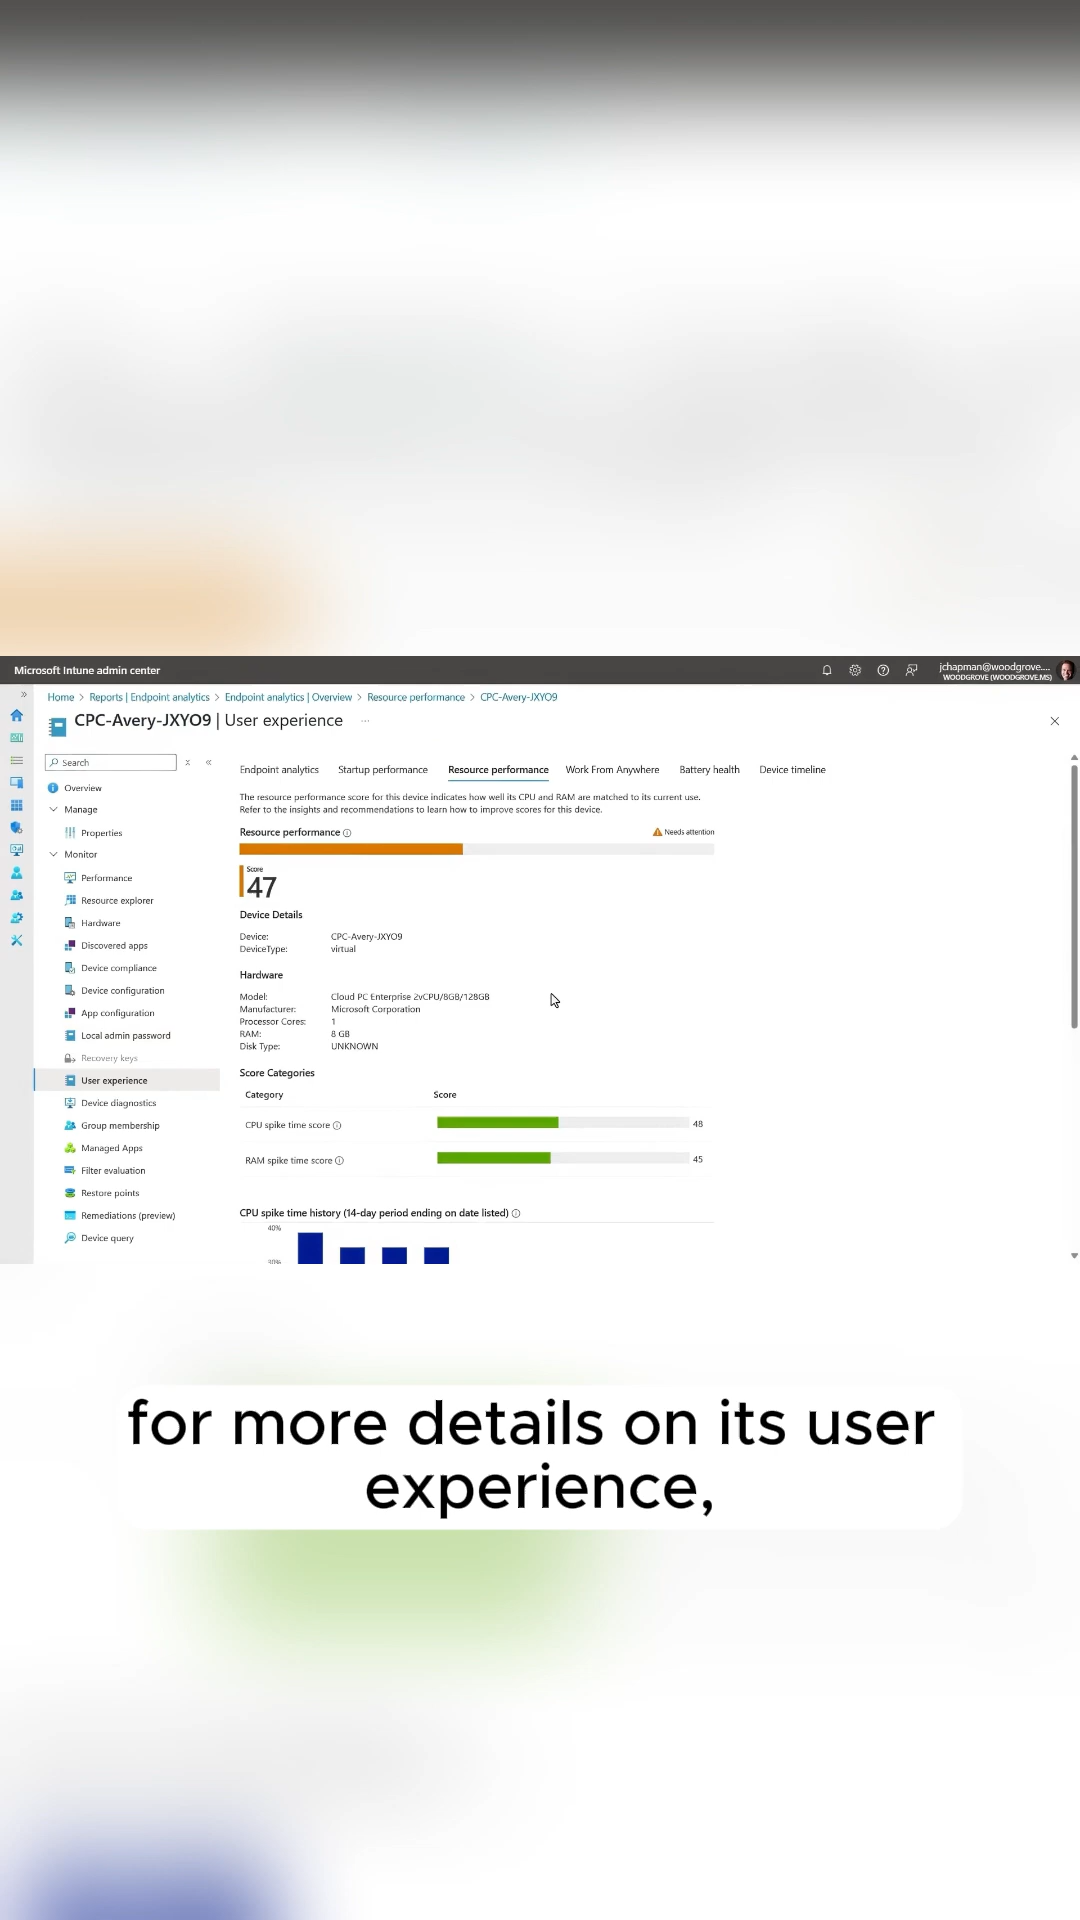 Microsoft Intune admin center
jchapman@woodgrove....
WOODGROVE (WOODGROVE.MS)
Home > Reports | Endpoint analytics > Endpoint analytics | Overview > Resource performance > CPC-Avery-JXYO9
CPC-Avery-JXYO9 | User experience ...
Search
Overview
Manage
Properties
Monitor
Performance
Resource explorer
Hardware
Discovered apps
Device compliance
Device configuration
App configuration
Local admin password
Recovery keys
User experience
Device diagnostics
Group membership
Managed Apps
Filter evaluation
Restore points
Remediations (preview)
Device query
Endpoint analytics Startup performance Resource performance Work From Anywhere Battery health Device timeline
The resource performance score for this device indicates how well its CPU and RAM are matched to its current use.
Refer to the insights and recommendations to learn how to improve scores for this device.
Resource performance
Needs attention
Score
47
Device Details
Device: CPC-Avery-JXYO9
DeviceType: virtual
Hardware
Model: Cloud PC Enterprise 2vCPU/8GB/128GB
Manufacturer: Microsoft Corporation
Processor Cores: 1
RAM: 8 GB
Disk Type: UNKNOWN
Score Categories
Category Score
CPU spike time score 48
RAM spike time score 45
CPU spike time history (14-day period ending on date listed)
40%
30%
for more details on its user
experience,